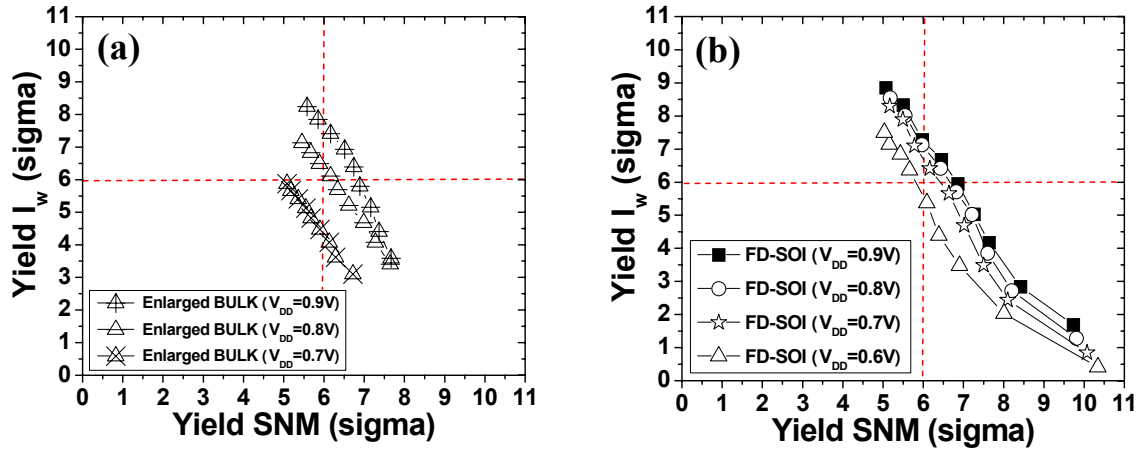 (a)
Yield I_w (sigma)
11
10
9
8
7
6
5
4
3
2
1
0
Enlarged BULK (V_DD=0.9V)
Enlarged BULK (V_DD=0.8V)
Enlarged BULK (V_DD=0.7V)
0 1 2 3 4 5 6 7 8 9 10 11
Yield SNM (sigma)
(b)
Yield I_w (sigma)
11
10
9
8
7
6
5
4
3
2
1
0
FD-SOI (V_DD=0.9V)
FD-SOI (V_DD=0.8V)
FD-SOI (V_DD=0.7V)
FD-SOI (V_DD=0.6V)
0 1 2 3 4 5 6 7 8 9 10 11
Yield SNM (sigma)